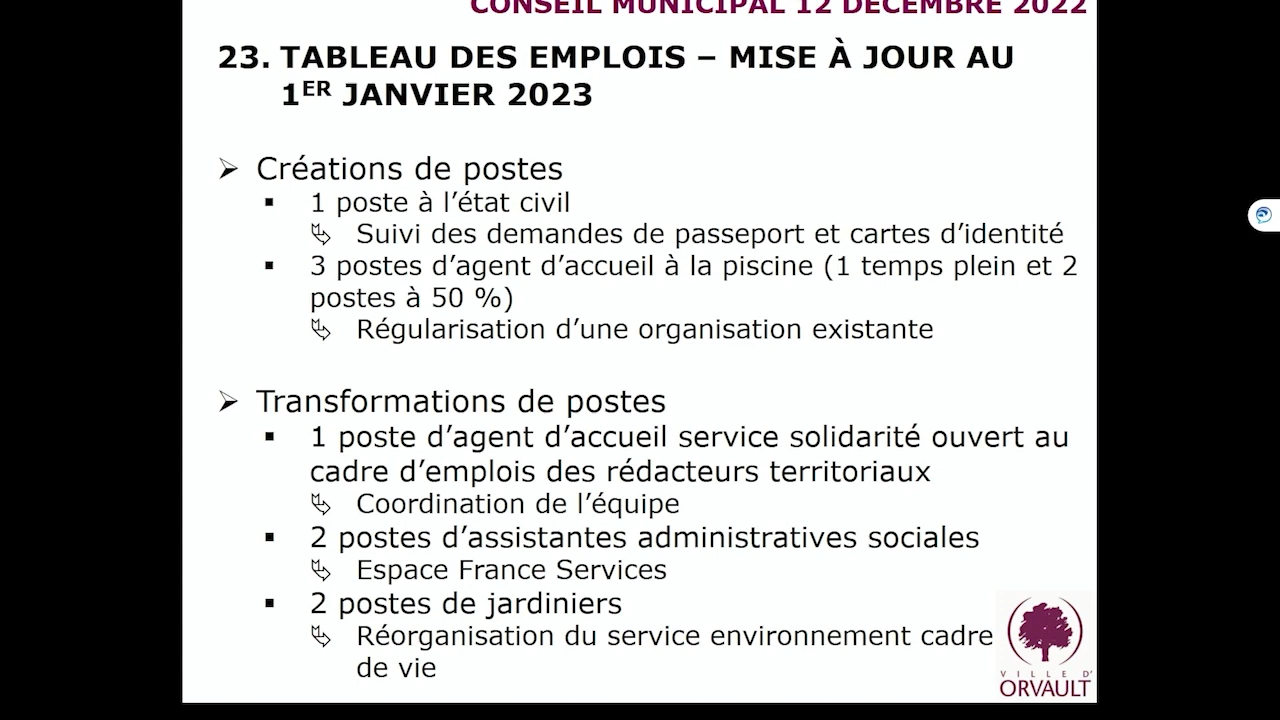 CONSEIL MUNICIPAL 12 DÉCEMBRE 2022
23. TABLEAU DES EMPLOIS – MISE À JOUR AU
1ER JANVIER 2023
Créations de postes
1 poste à l’état civil
Suivi des demandes de passeport et cartes d’identité
3 postes d’agent d’accueil à la piscine (1 temps plein et 2
postes à 50 %)
Régularisation d’une organisation existante
Transformations de postes
1 poste d’agent d’accueil service solidarité ouvert au
cadre d’emplois des rédacteurs territoriaux
Coordination de l’équipe
2 postes d’assistantes administratives sociales
Espace France Services
2 postes de jardiniers
Réorganisation du service environnement cadre
de vie
VILLE D’
ORVAULT